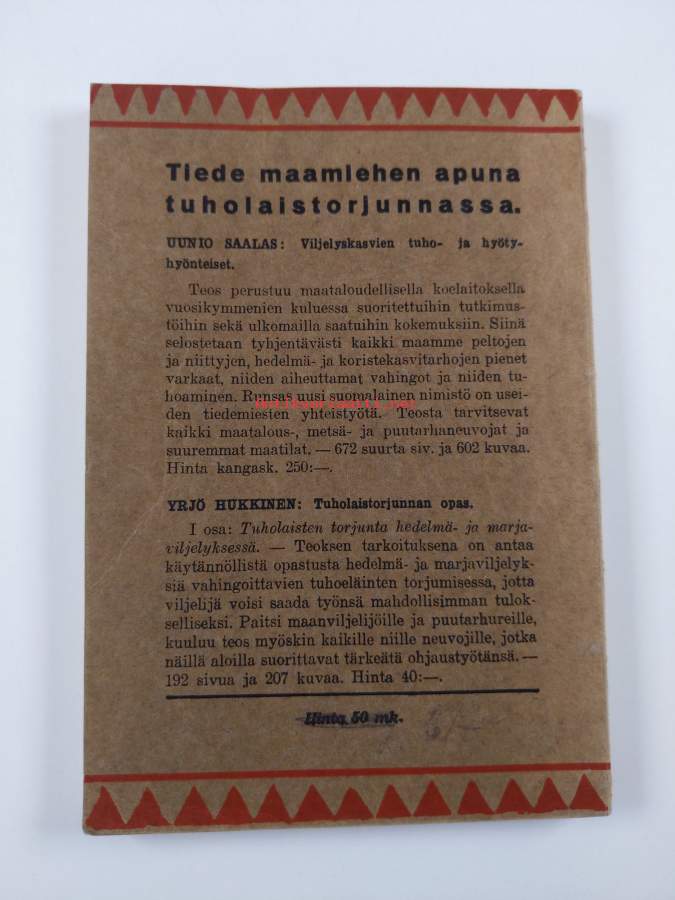 Tiede maamiehen apuna
tuholaistorjunnassa.
UUNIO SAALAS: Viljelyskasvien tuho- ja hyöty-
hyönteiset.
Teos perustuu maataloudellisella koelaitoksella
vuosikymmenien kuluessa suoritettuihin tutkimus-
töihin sekä ulkomailla saatuihin kokemuksiin. Siinä
selostetaan tyhjentävästi kaikki maamme peltojen
ja niittyjen, hedelmä- ja koristekasvitarhojen pienet
varkaat, niiden aiheuttamat vahingot ja niiden tu-
hoaminen. Runsas uusi suomalainen nimistö on usei-
den tiedemiesten yhteistyötä. Teosta tarvitsevat
kaikki maatalous-, metsä- ja puutarhaneuvojat ja
suuremmat maatilat. — 672 suurta siv. ja 602 kuvaa.
Hinta kangask. 250:—.
YRJÖ HUKKINEN: Tuholaistorjunnan opas.
I osa: Tuholaisten torjunta hedelmä- ja marja-
viljelyksessä. — Teoksen tarkoituksena on antaa
käytännöllistä opastusta hedelmä- ja marjaviljelyk-
siä vahingoittavien tuhoeläinten torjumisessa, jotta
viljelijä voisi saada työnsä mahdollisimman tulok-
selliseksi. Paitsi maanviljelijöille ja puutarhureille,
kuuluu teos myöskin kaikille niille neuvojille, jotka
näillä aloilla suorittavat tärkeätä ohjaustyötänsä. —
192 sivua ja 207 kuvaa. Hinta 40:—.
Hinta 50 mk.